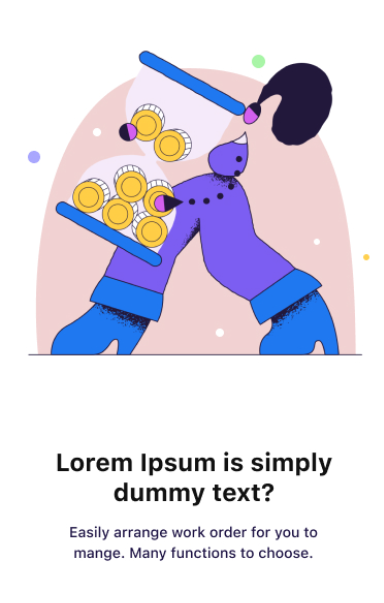 Lorem Ipsum is simply
dummy text?
Easily arrange work order for you to
mange. Many functions to choose.